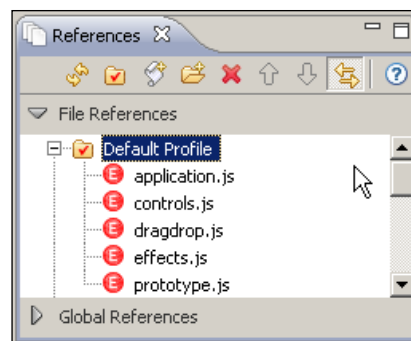 References
File References
Default Profile
application.js
controls.js
dragdrop.js
effects.js
prototype.js
Global References